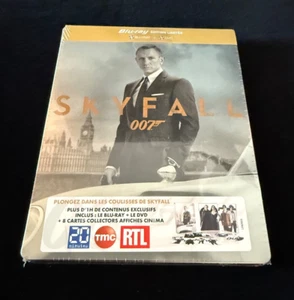 Blu-ray
SKYFALL
007
PLONGEZ DANS LES COULISSES DE SKYFALL
PLUS D'1H DE CONTENUS EXCLUSIFS
INCLUS : LE BLU-RAY + LE DVD
+ 8 CARTES COLLECTORS AFFICHES CINÉMA
20
minutes
TMC
RTL